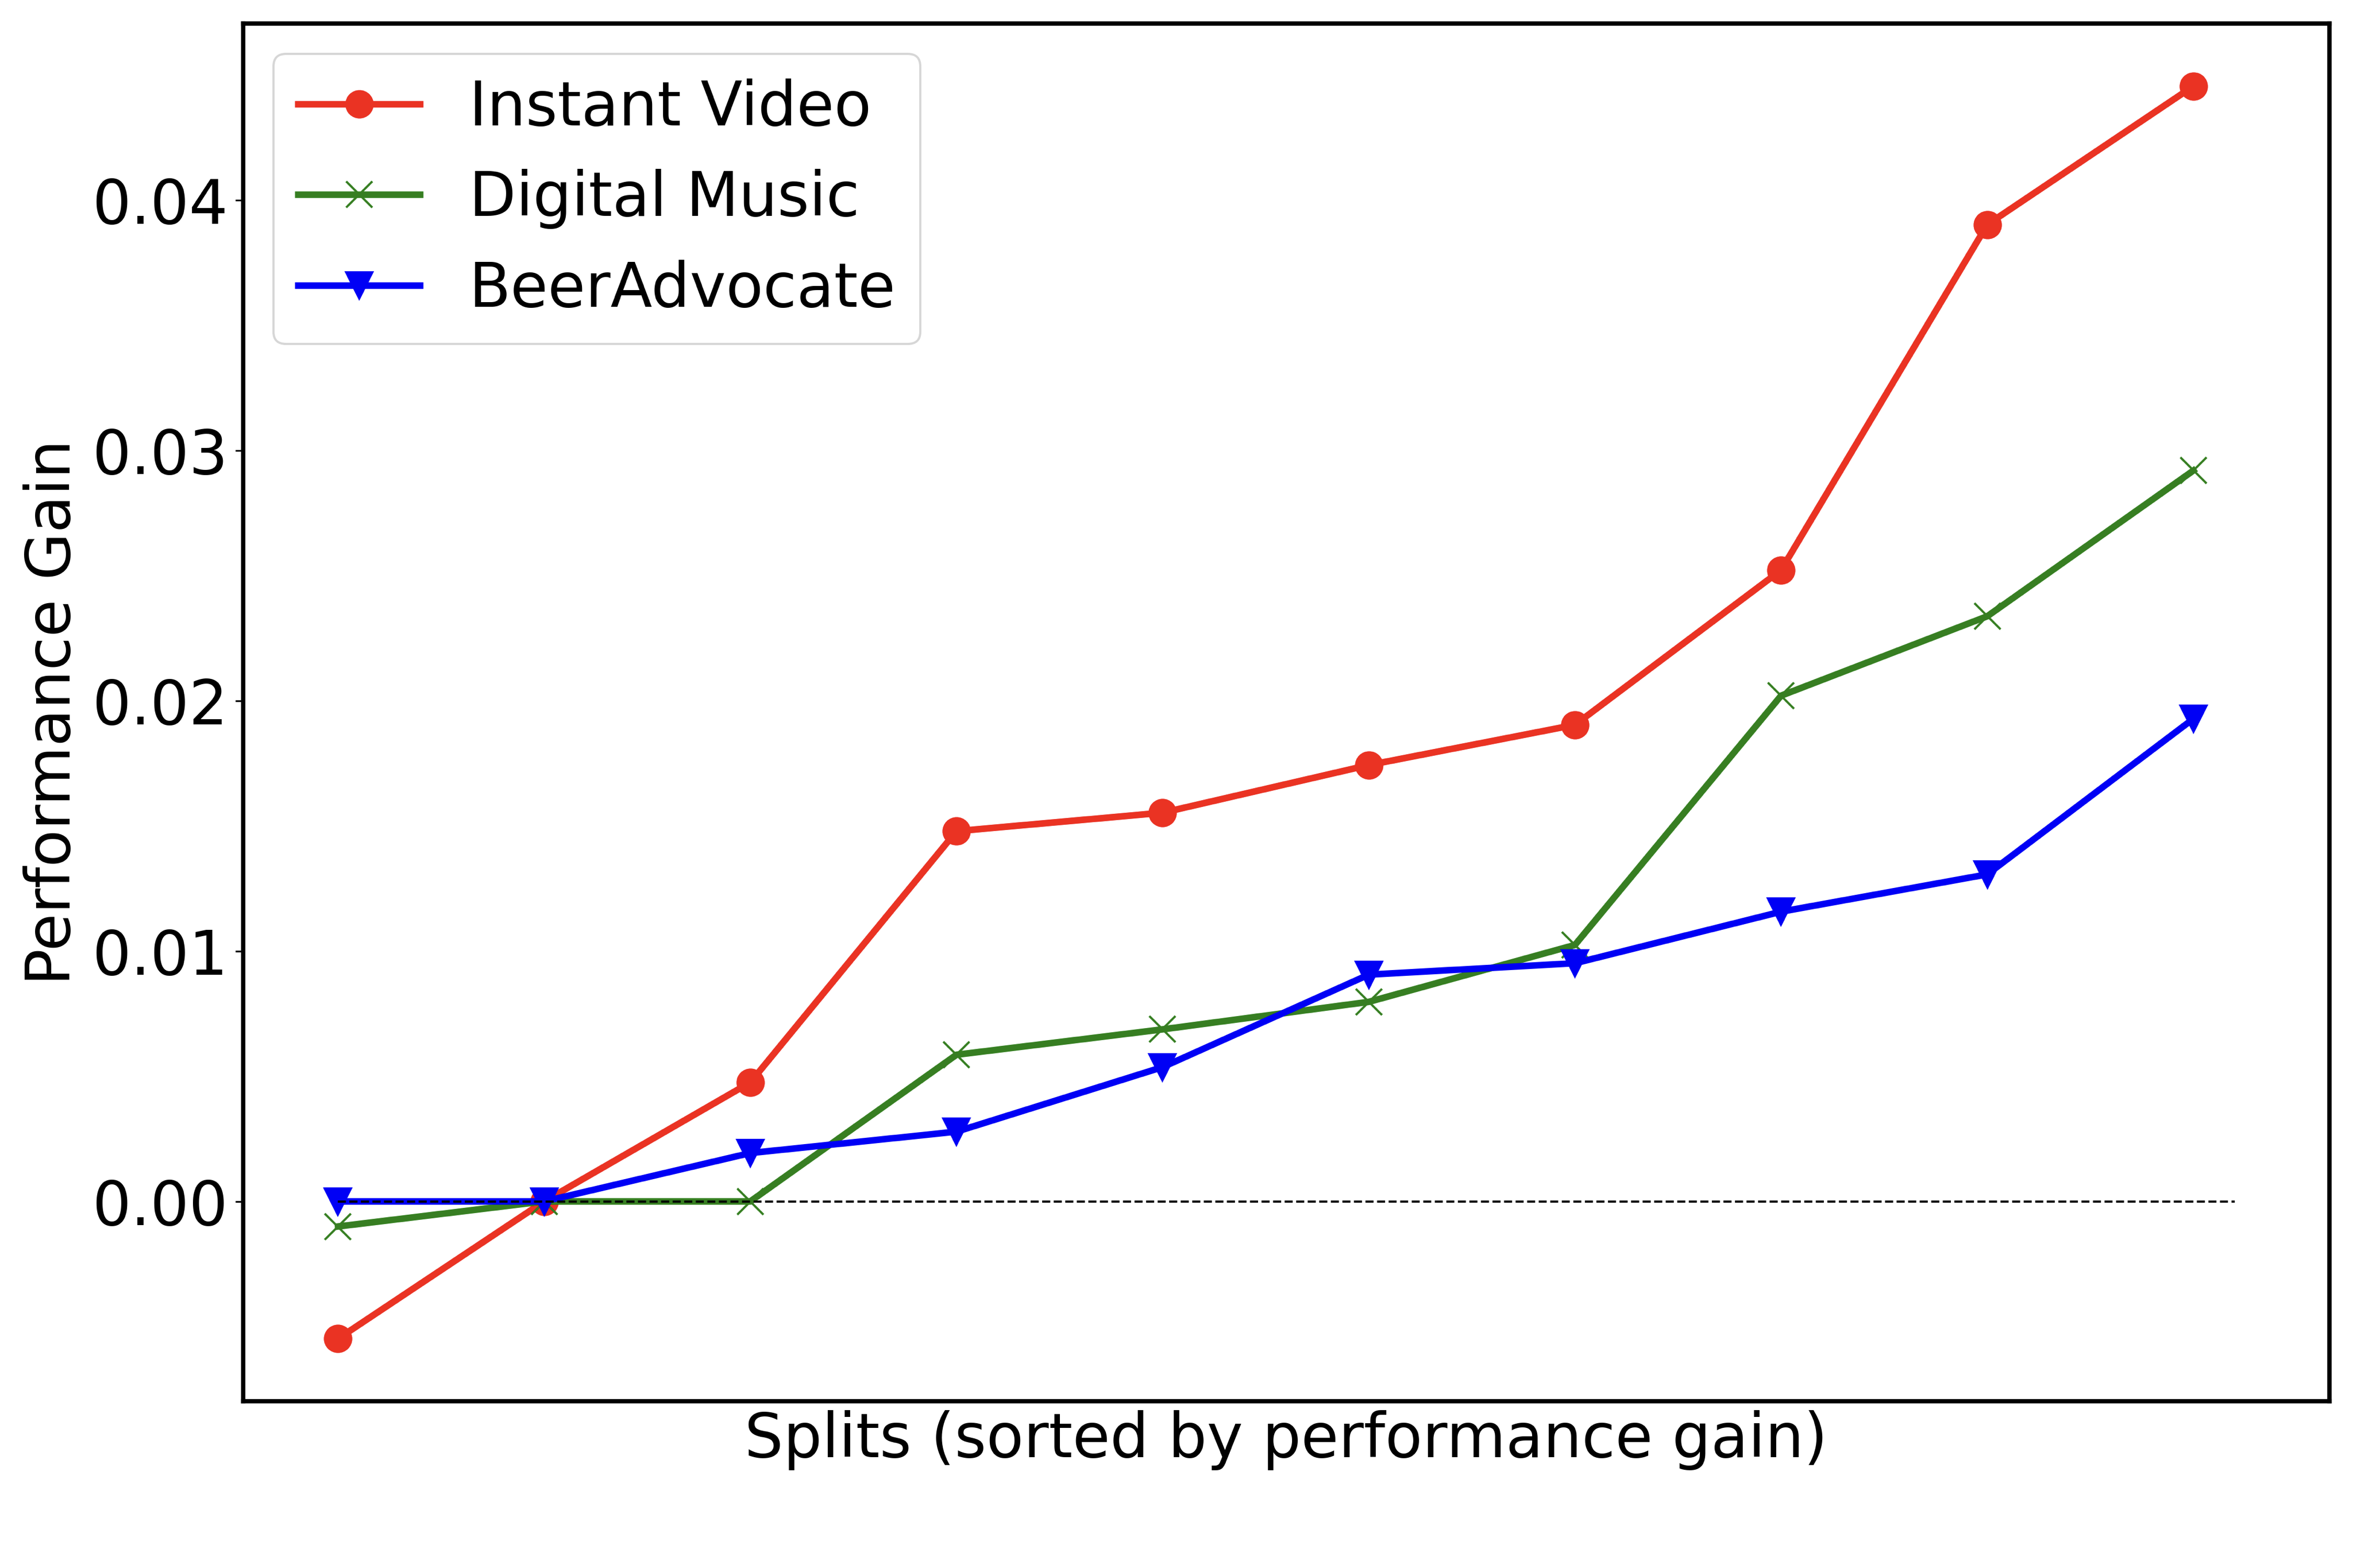 Instant Video
Digital Music
BeerAdvocate
0.04
0.03
0.02
0.01
0.00
Performance Gain
Splits (sorted by performance gain)